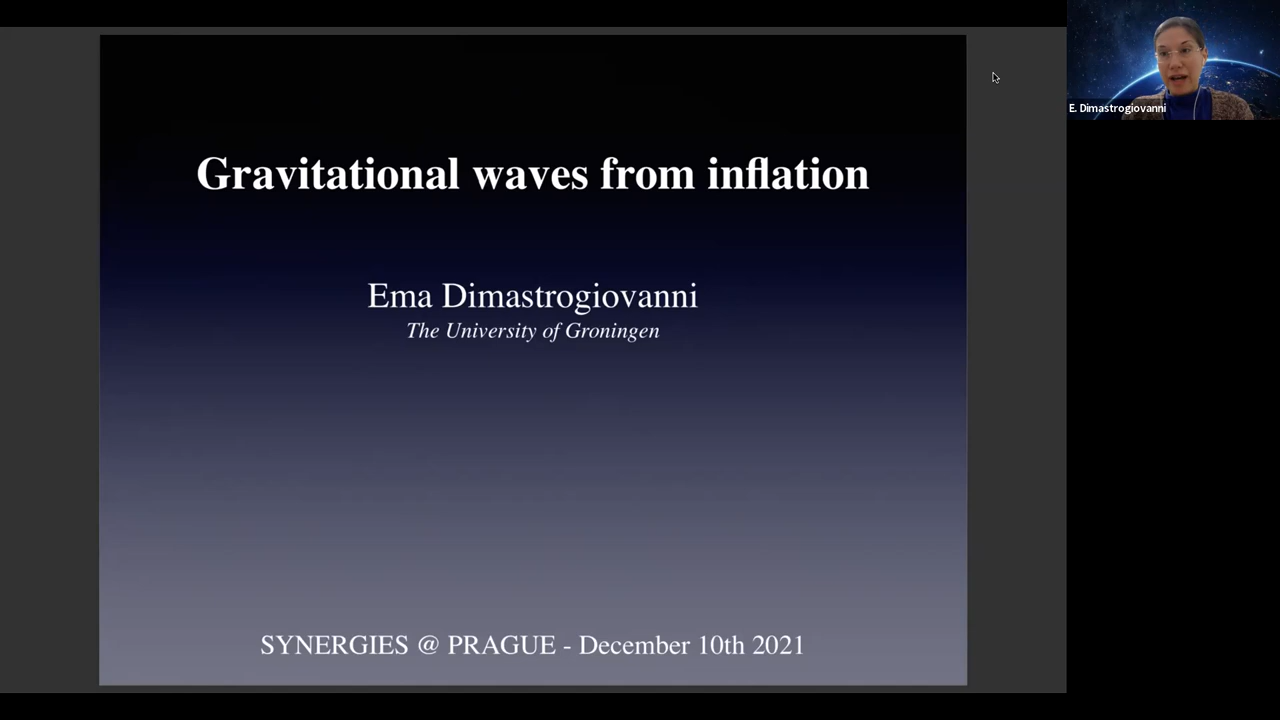 Gravitational waves from inflation
Ema Dimastrogiovanni
The University of Groningen
SYNERGIES @ PRAGUE - December 10th 2021
E. Dimastrogiovanni